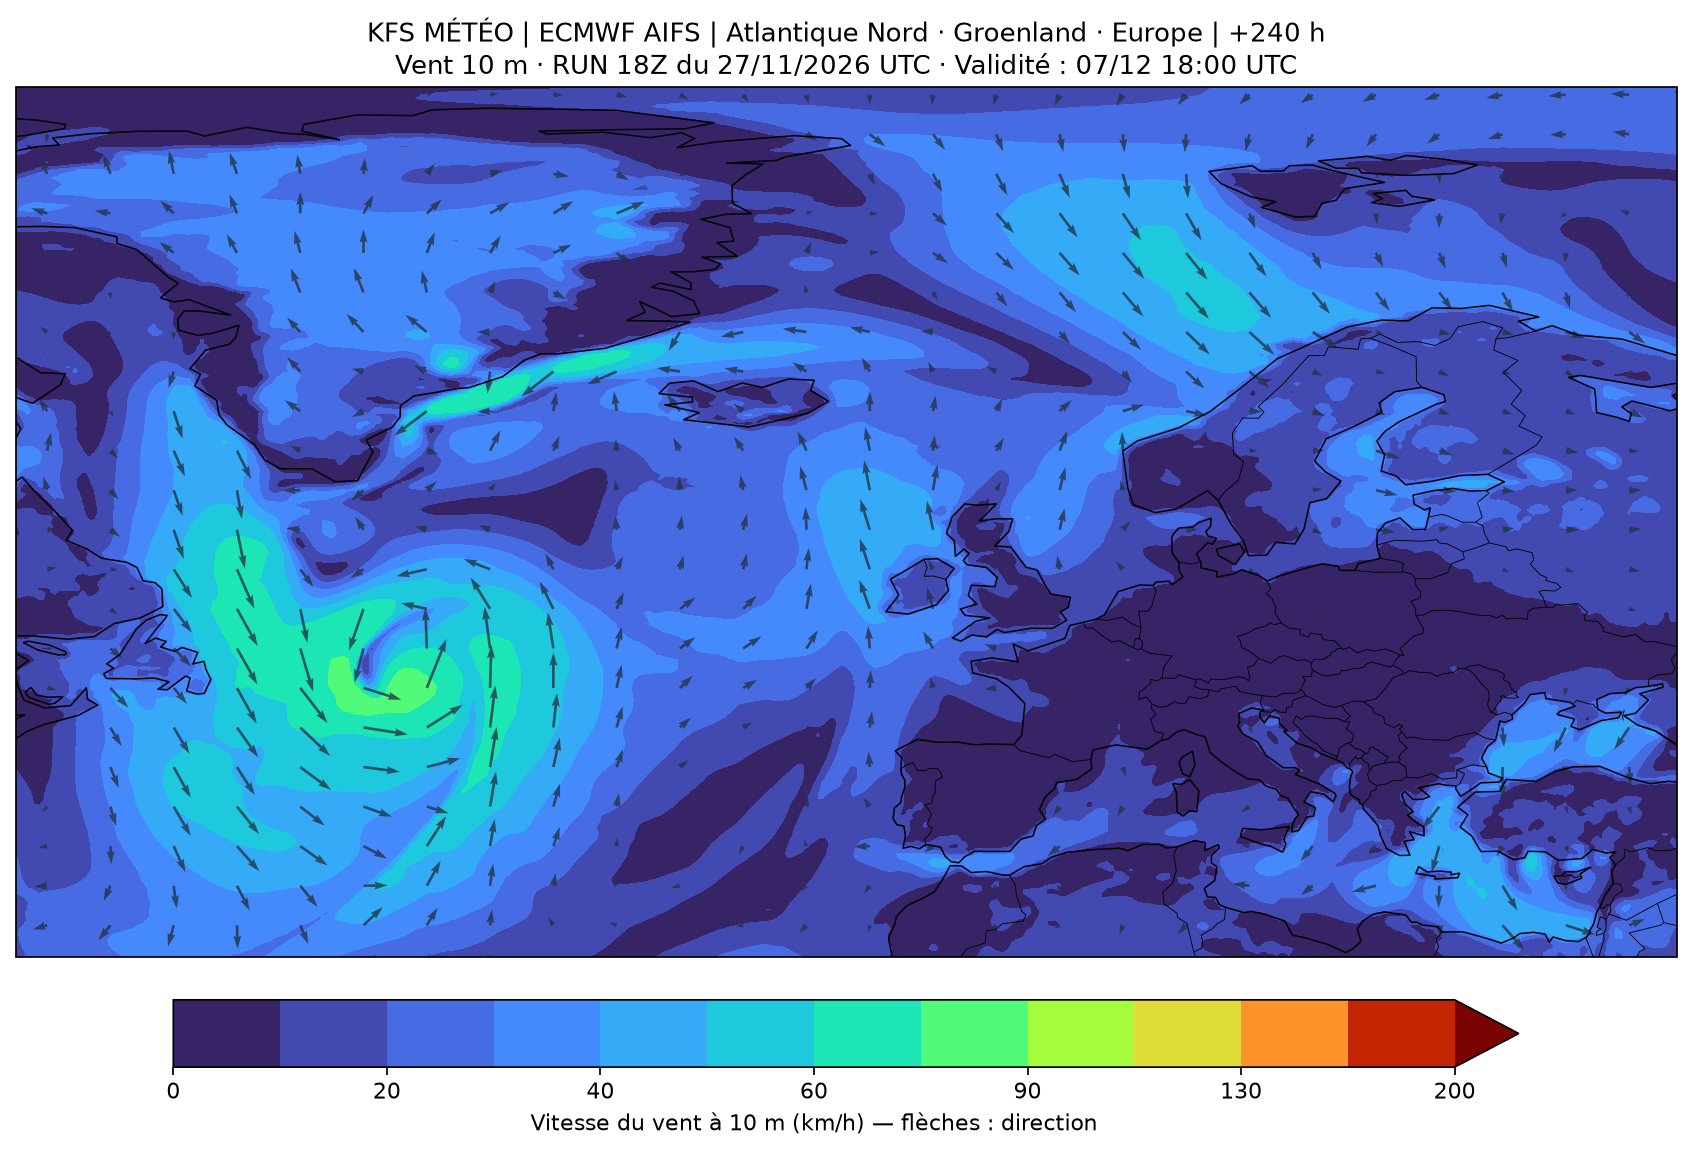 KFS MÉTÉO | ECMWF AIFS | Atlantique Nord · Groenland · Europe | +240 h
Vent 10 m · RUN 18Z du 27/11/2026 UTC · Validité : 07/12 18:00 UTC
0 20 40 60 90 130 200
Vitesse du vent à 10 m (km/h) — flèches : direction